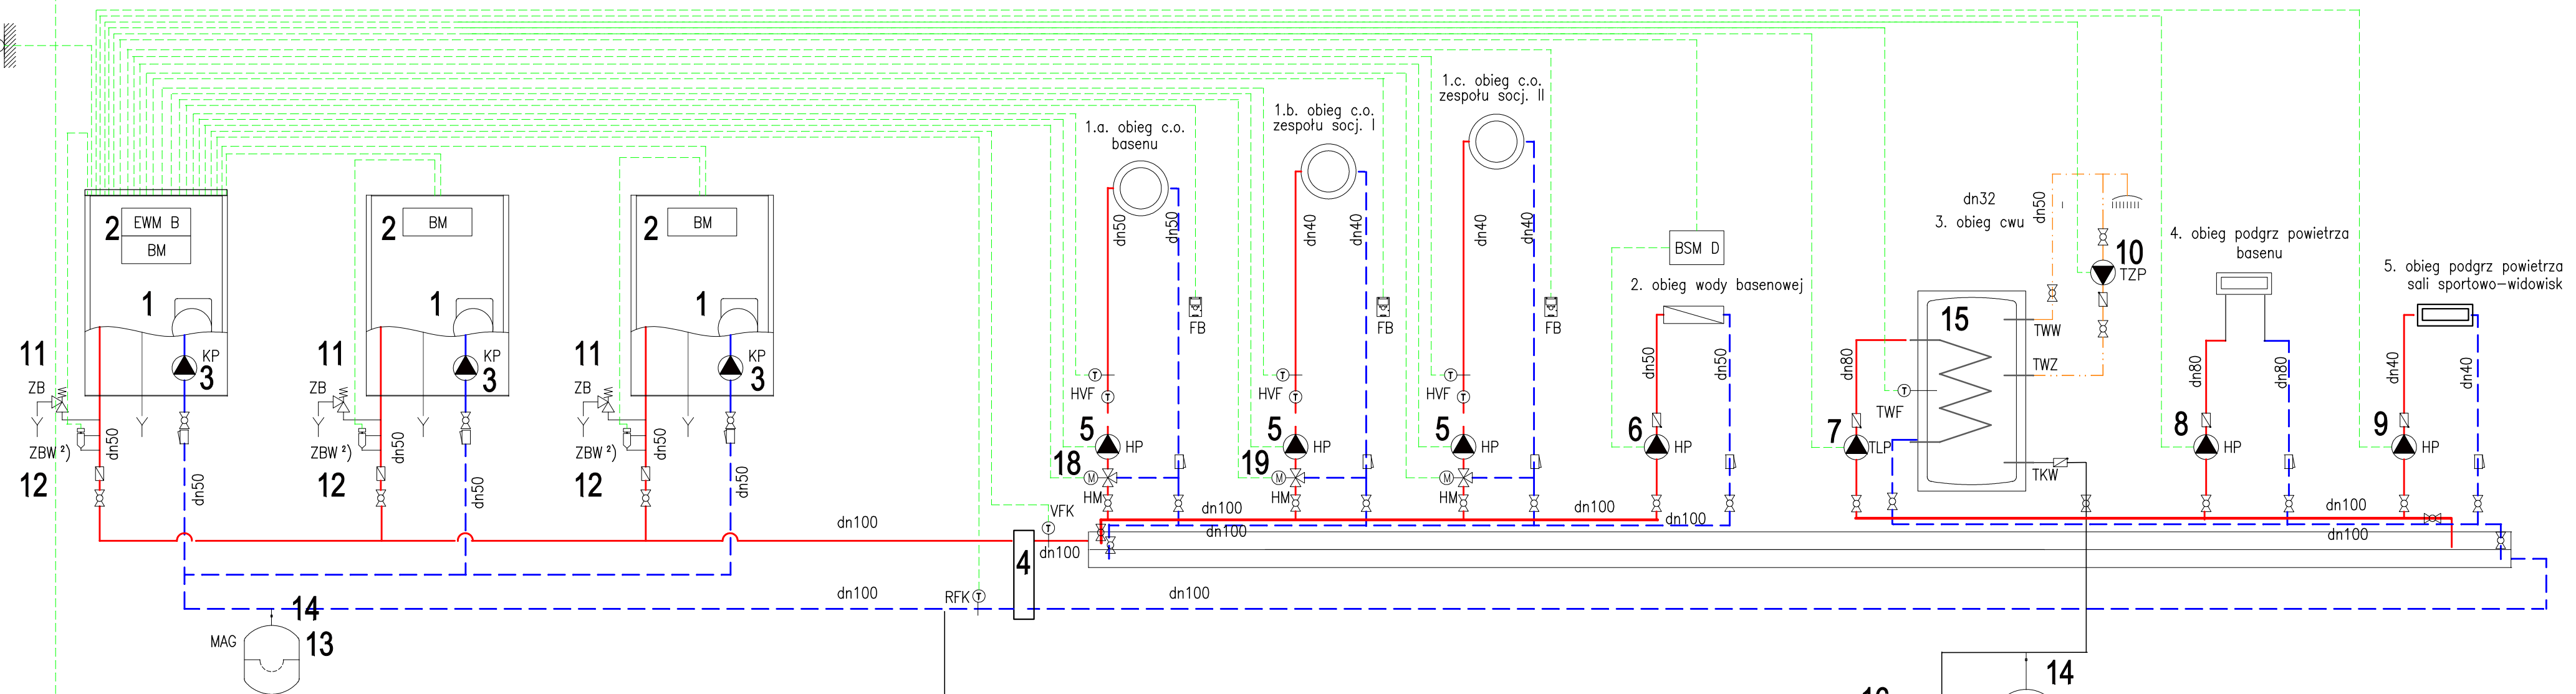 1.c. obieg c.o.
zespołu socj. II
1.b. obieg c.o.
zespołu socj. I
1.a. obieg c.o.
basenu
2
EWM B
BM
1
KP
3
11
ZB
ZBW ²)
12
dn50
dn50
2
BM
1
KP
3
11
ZB
ZBW ²)
12
dn50
dn50
2
BM
1
KP
3
11
ZB
ZBW ²)
12
dn50
dn50
dn50
dn50
FB
HVF
T
T
5
HP
18
M
HM
dn40
dn40
FB
HVF
T
T
5
HP
19
M
HM
dn40
dn40
FB
HVF
T
T
5
HP
M
HM
BSM D
2. obieg wody basenowej
dn50
dn50
6
HP
dn32
3. obieg cwu
dn50
10
TZP
15
TWW
TWZ
TWF
T
TKW
dn80
7
TLP
4. obieg podgrz powietrza
basenu
dn80
dn80
8
HP
5. obieg podgrz powietrza
sali sportowo-widowisk
dn40
dn40
9
HP
dn100
VFK
T
dn100
4
dn100
dn100
dn100
dn100
dn100
dn100
dn100
RFK
T
dn100
14
MAG
13
14